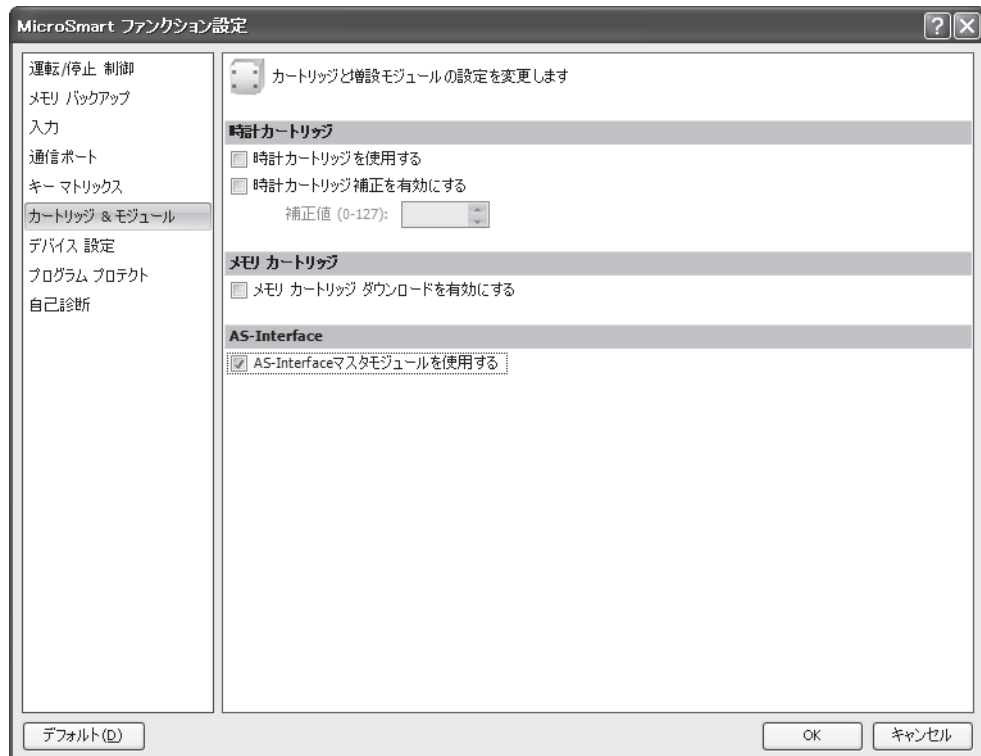 MicroSmart ファンクション設定
運転/停止 制御
メモリ バックアップ
入力
通信ポート
キー マトリックス
カートリッジ & モジュール
デバイス 設定
プログラム プロテクト
自己診断
カートリッジと増設モジュールの設定を変更します
時計カートリッジ
時計カートリッジを使用する
時計カートリッジ補正を有効にする
補正値 (0-127):
メモリ カートリッジ
メモリ カートリッジ ダウンロードを有効にする
AS-Interface
AS-Interfaceマスタモジュールを使用する
デフォルト(D)
OK
キャンセル